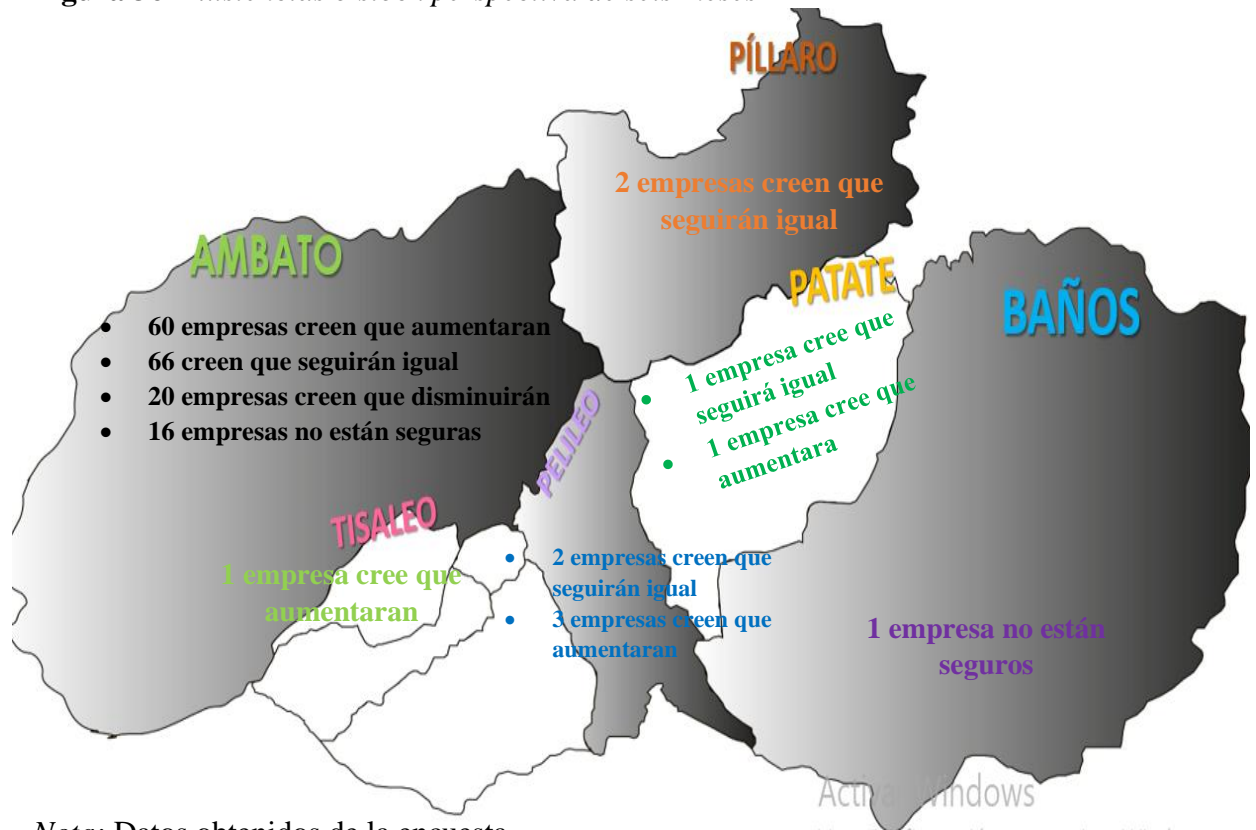 PÍLLARO
2 empresas creen que
seguirán igual
AMBATO
• 60 empresas creen que aumentaran
• 66 creen que seguirán igual
• 20 empresas creen que disminuirán
• 16 empresas no están seguras
PATATE
• 1 empresa cree que
seguirá igual
• 1 empresa cree que
aumentara
BAÑOS
1 empresa no están
seguros
PELILEO
• 2 empresas creen que
seguirán igual
• 3 empresas creen que
aumentaran
TISALEO
1 empresa cree que
aumentaran
Windows
Nota: Datos obtenidos de la encuesta